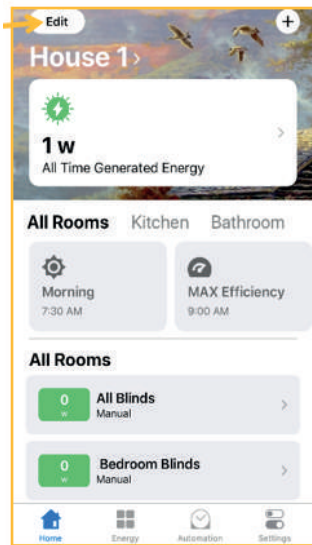 Edit
+
House 1 >
1 w
All Time Generated Energy
All Rooms Kitchen Bathroom
Morning
7:30 AM
MAX Efficiency
9:00 AM
All Rooms
0
w
All Blinds
Manual
0
w
Bedroom Blinds
Manual
Home Energy Automation Settings